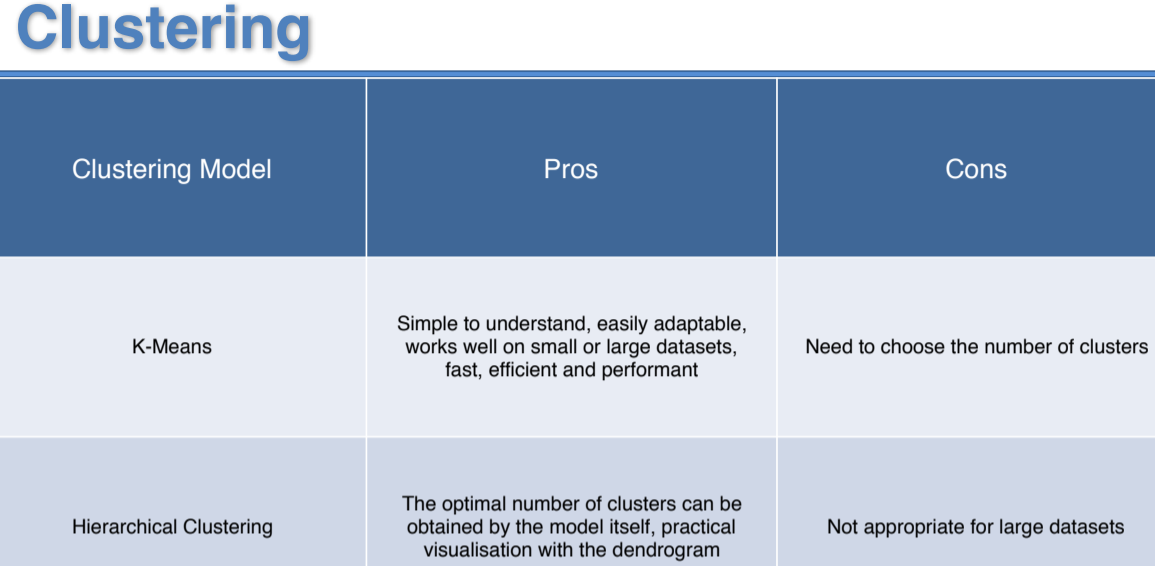 Clustering
Clustering Model
Pros
Cons
K-Means
Simple to understand, easily adaptable,
works well on small or large datasets,
fast, efficient and performant
Need to choose the number of clusters
Hierarchical Clustering
The optimal number of clusters can be
obtained by the model itself, practical
visualisation with the dendrogram
Not appropriate for large datasets